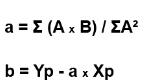 a = Σ (A x B) / ΣA²
b = Yp - a x Xp